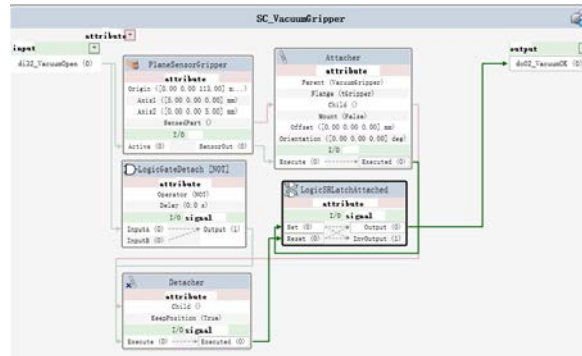 SC_VacuumGripper
attribute
input
output
di32_VacuumOpen (0)
do02_VacuumOK (0)
PlaneSensorGripper
attribute
Origin ([0.00 0.00 113.00] m...)
Axis1 ([5.00 0.00 0.00] mm)
Axis2 ([0.00 0.00 5.00] mm)
SensedPart ()
I/O
Active (0)
SensorOut (0)
Attacher
attribute
Parent (VacuumGripper)
Flange (tGripper)
Child ()
Mount (False)
Offset ([0.00 0.00 0.00] mm)
Orientation ([0.00 0.00 0.00] deg)
I/O
Execute (0)
Executed (0)
LogicGateDetach [NOT]
attribute
Operator (NOT)
Delay (0.0 s)
I/O signal
InputA (0)
Output (1)
InputB (0)
LogicSRLatchAttached
attribute
I/O signal
Set (0)
Output (0)
Reset (0)
InvOutput (1)
Detacher
attribute
Child ()
KeepPosition (True)
I/O signal
Execute (0)
Executed (0)